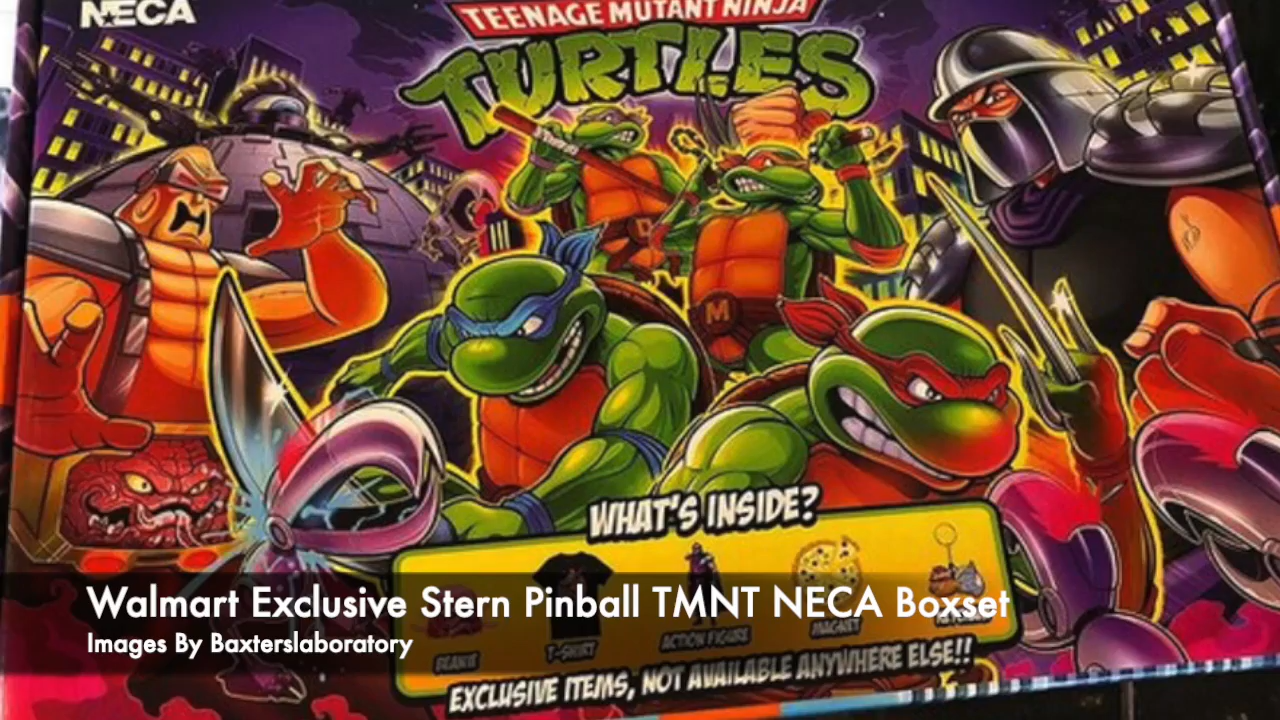 NECA
TEENAGE MUTANT NINJA
TURTLES
M
WHAT'S INSIDE?
BEANIE
T-SHIRT
ACTION FIGURE
MAGNET
Walmart Exclusive Stern Pinball TMNT NECA Boxset
Images By Baxterslaboratory
EXCLUSIVE ITEMS, NOT AVAILABLE ANYWHERE ELSE!!